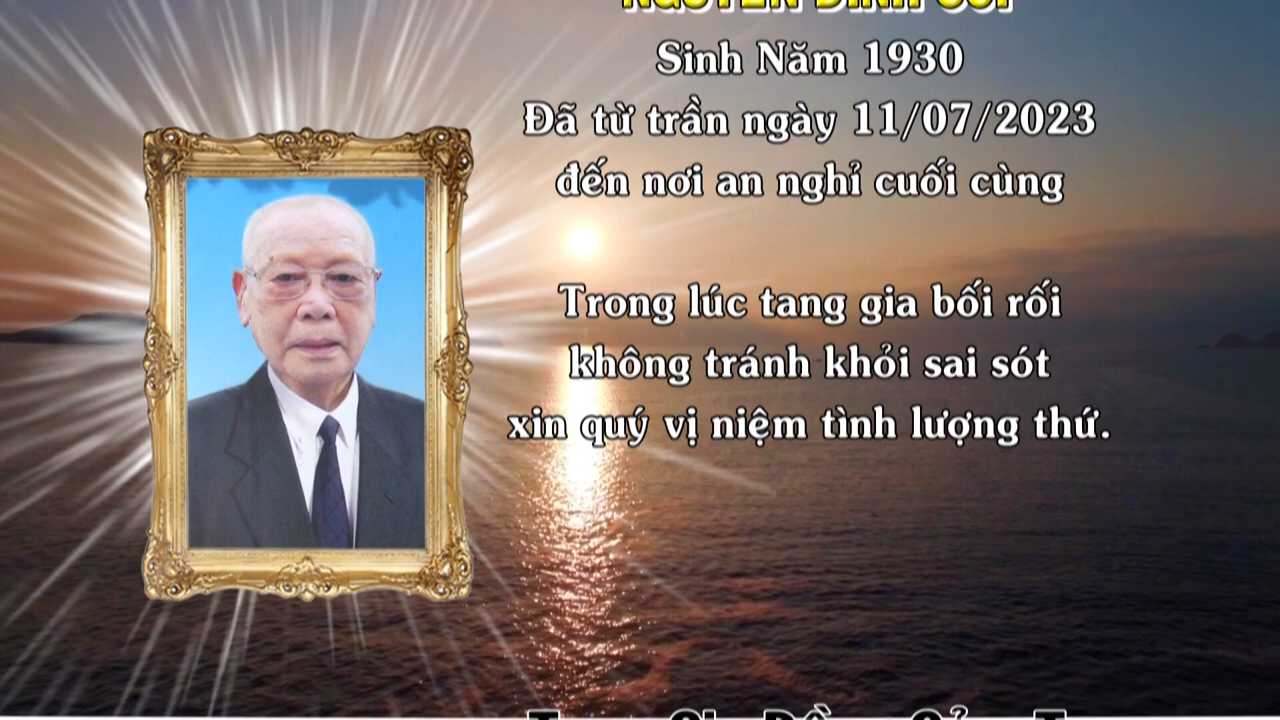 Sinh Năm 1930
Đã từ trần ngày 11/07/2023
đến nơi an nghỉ cuối cùng
Trong lúc tang gia bối rối
không tránh khỏi sai sót
xin quý vị niệm tình lượng thứ.